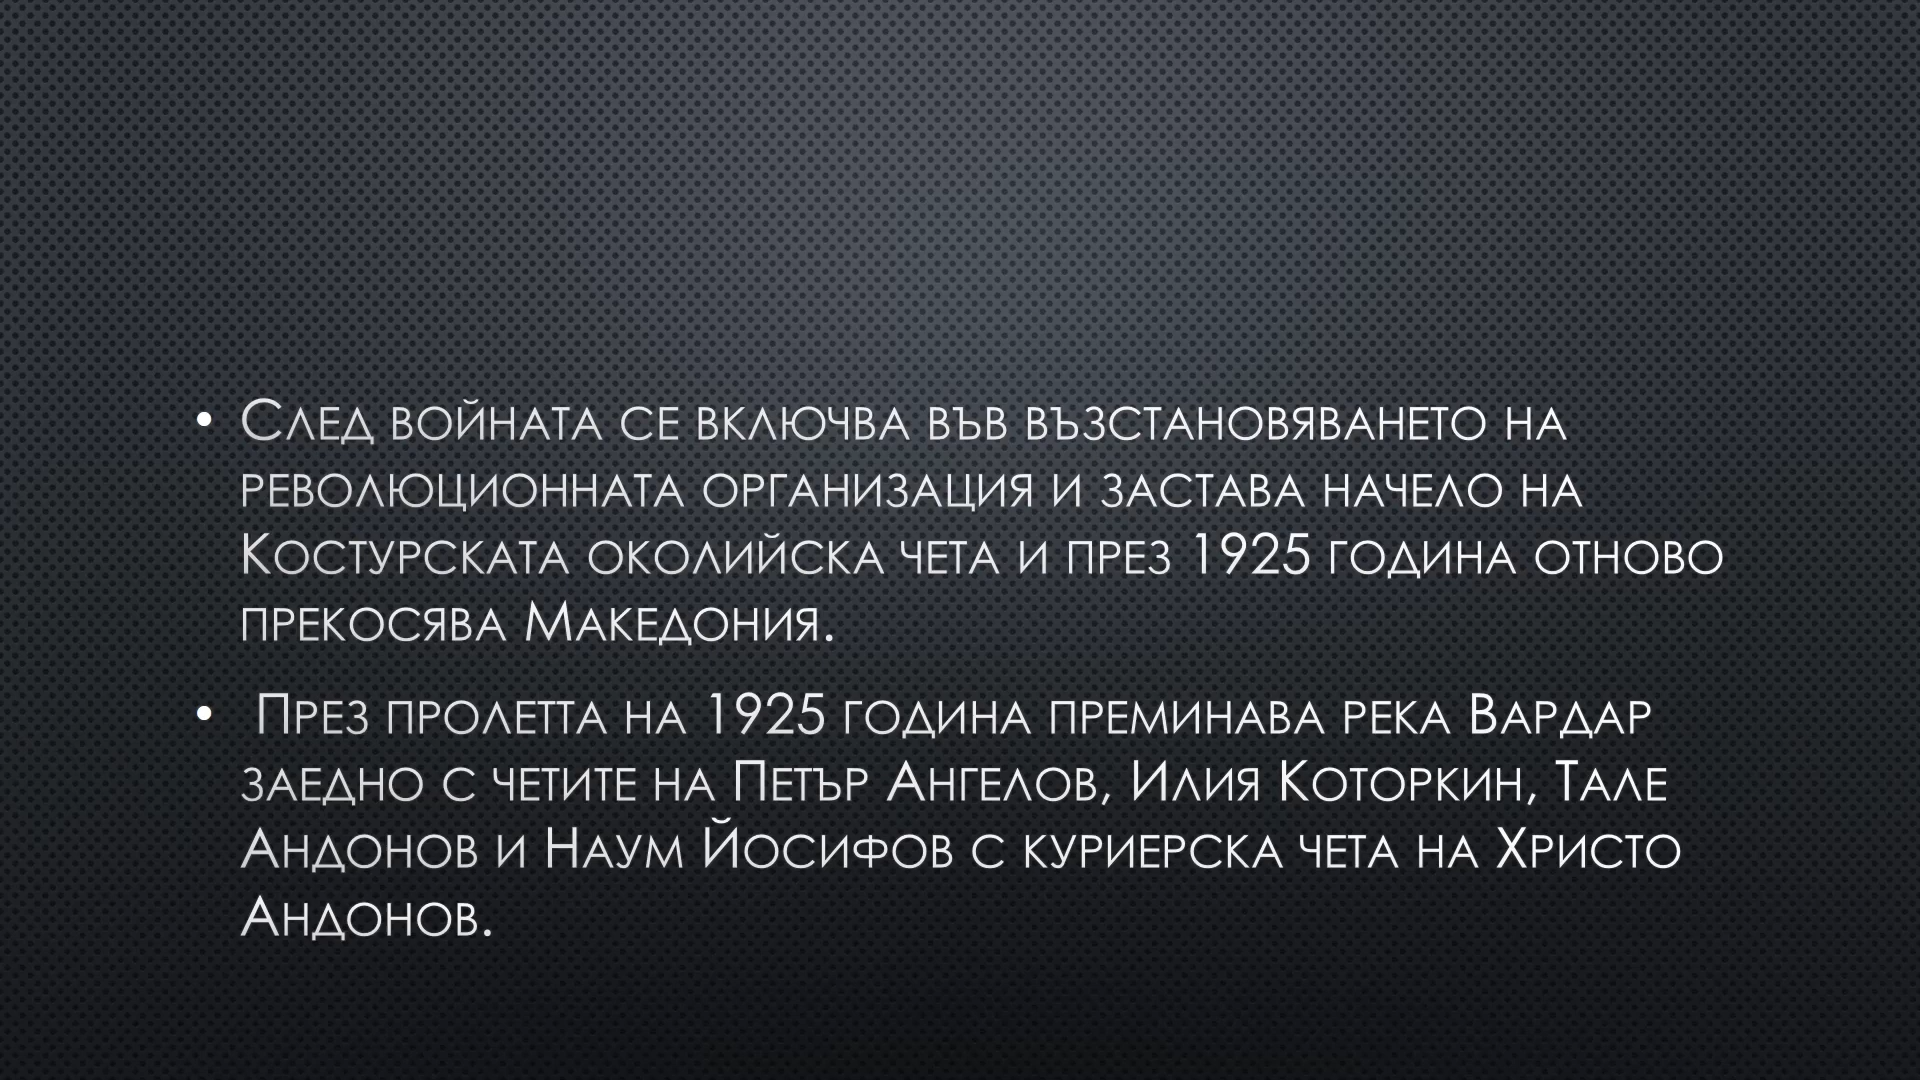 • След войната се включва във възстановяването на
революционната организация и застава начело на
Костурската околийска чета и през 1925 година отново
прекосява Македония.
• През пролетта на 1925 година преминава река Вардар
заедно с четите на Петър Ангелов, Илия Которкин, Тале
Андонов и Наум Йосифов с куриерска чета на Христо
Андонов.